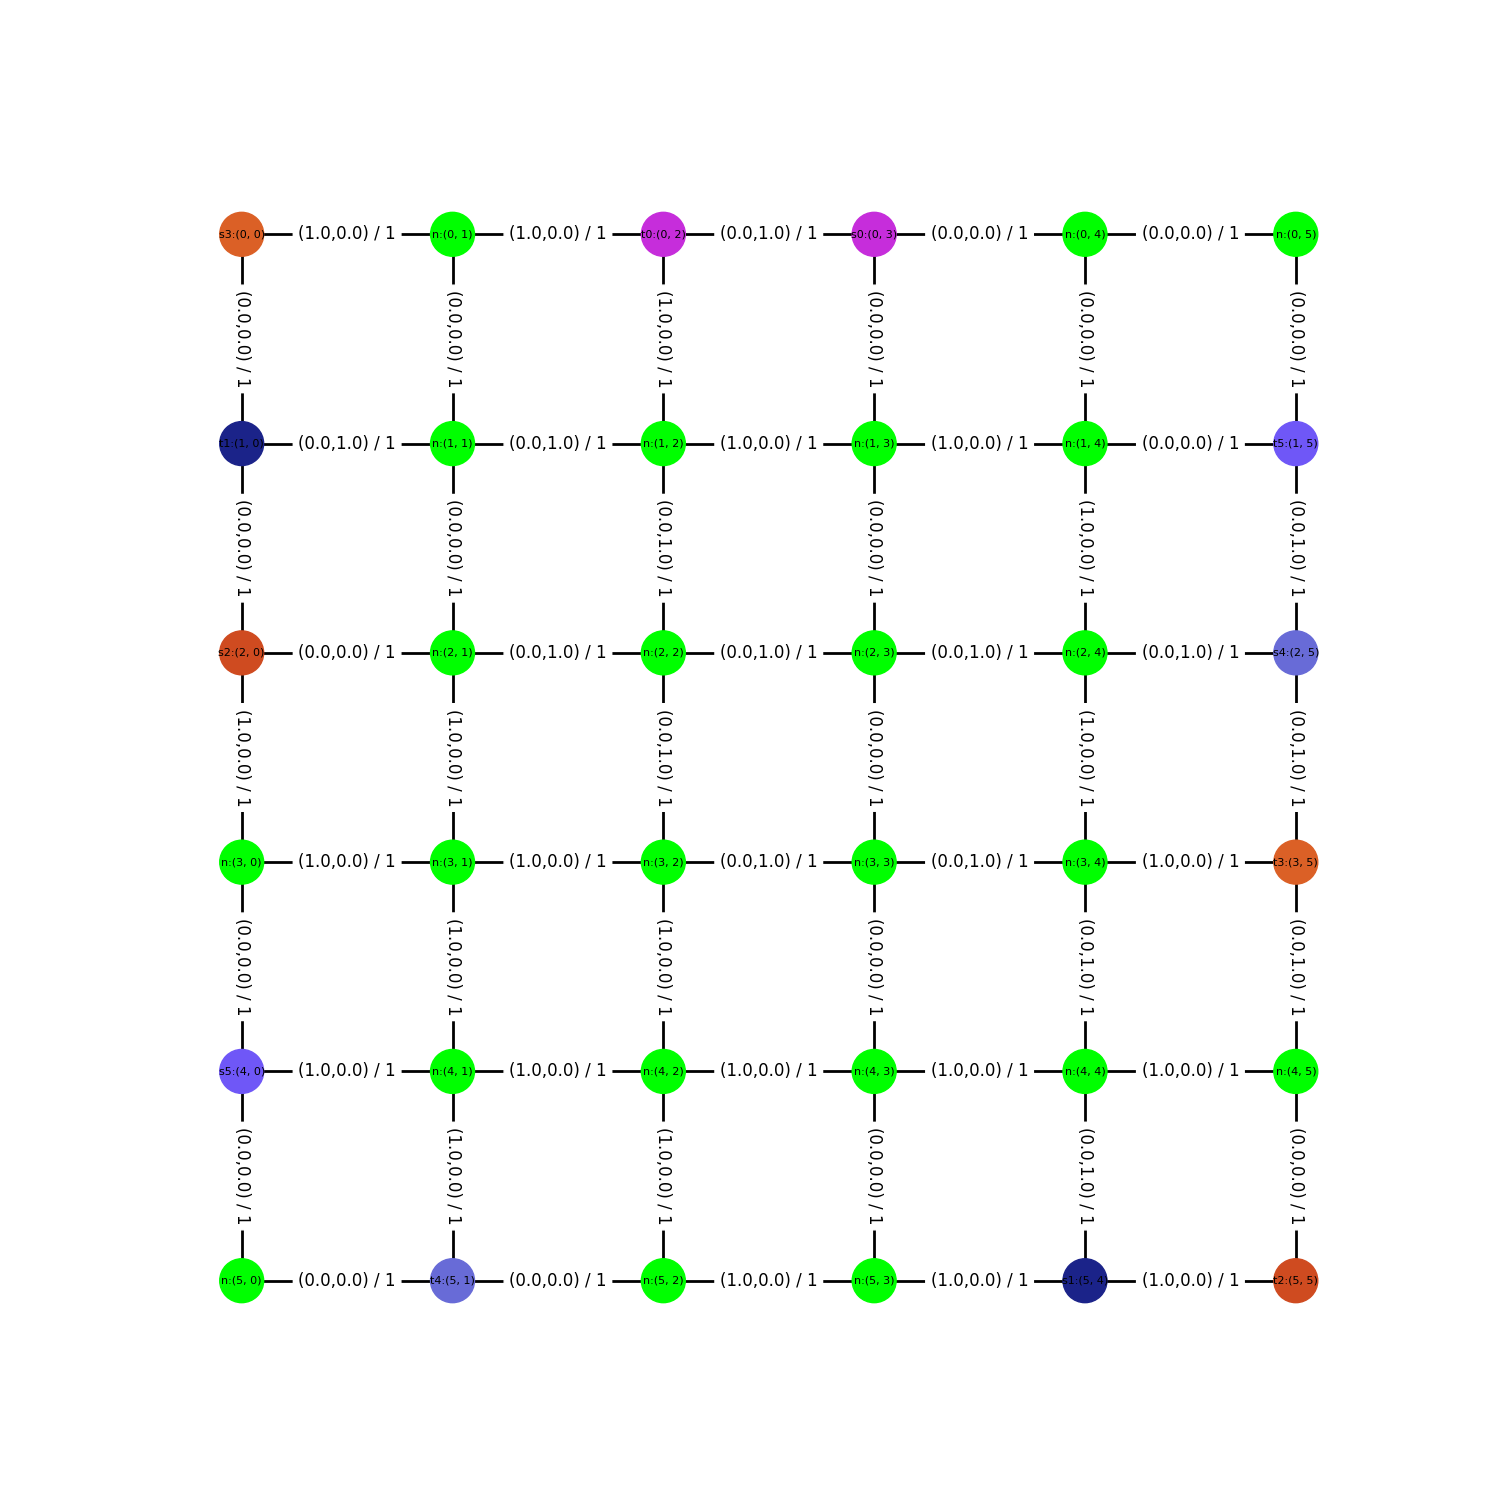 s3:(0, 0) (1.0,0.0) / 1 n:(0, 1) (1.0,0.0) / 1 t0:(0, 2) (0.0,1.0) / 1 s0:(0, 3) (0.0,0.0) / 1 n:(0, 4) (0.0,0.0) / 1 n:(0, 5)
(0.0,0.0) / 1 (0.0,0.0) / 1 (1.0,0.0) / 1 (0.0,0.0) / 1 (0.0,0.0) / 1 (0.0,0.0) / 1
t1:(1, 0) (0.0,1.0) / 1 n:(1, 1) (0.0,1.0) / 1 n:(1, 2) (1.0,0.0) / 1 n:(1, 3) (1.0,0.0) / 1 n:(1, 4) (0.0,0.0) / 1 t5:(1, 5)
(0.0,0.0) / 1 (0.0,0.0) / 1 (0.0,1.0) / 1 (0.0,0.0) / 1 (1.0,0.0) / 1 (0.0,1.0) / 1
s2:(2, 0) (0.0,0.0) / 1 n:(2, 1) (0.0,1.0) / 1 n:(2, 2) (0.0,1.0) / 1 n:(2, 3) (0.0,1.0) / 1 n:(2, 4) (0.0,1.0) / 1 s4:(2, 5)
(1.0,0.0) / 1 (1.0,0.0) / 1 (0.0,1.0) / 1 (0.0,0.0) / 1 (1.0,0.0) / 1 (0.0,1.0) / 1
n:(3, 0) (1.0,0.0) / 1 n:(3, 1) (1.0,0.0) / 1 n:(3, 2) (0.0,1.0) / 1 n:(3, 3) (0.0,1.0) / 1 n:(3, 4) (1.0,0.0) / 1 t3:(3, 5)
(0.0,0.0) / 1 (1.0,0.0) / 1 (1.0,0.0) / 1 (0.0,0.0) / 1 (0.0,1.0) / 1 (0.0,1.0) / 1
s5:(4, 0) (1.0,0.0) / 1 n:(4, 1) (1.0,0.0) / 1 n:(4, 2) (1.0,0.0) / 1 n:(4, 3) (1.0,0.0) / 1 n:(4, 4) (1.0,0.0) / 1 n:(4, 5)
(0.0,0.0) / 1 (1.0,0.0) / 1 (1.0,0.0) / 1 (0.0,0.0) / 1 (0.0,1.0) / 1 (0.0,0.0) / 1
n:(5, 0) (0.0,0.0) / 1 t4:(5, 1) (0.0,0.0) / 1 n:(5, 2) (1.0,0.0) / 1 n:(5, 3) (1.0,0.0) / 1 s1:(5, 4) (1.0,0.0) / 1 t2:(5, 5)